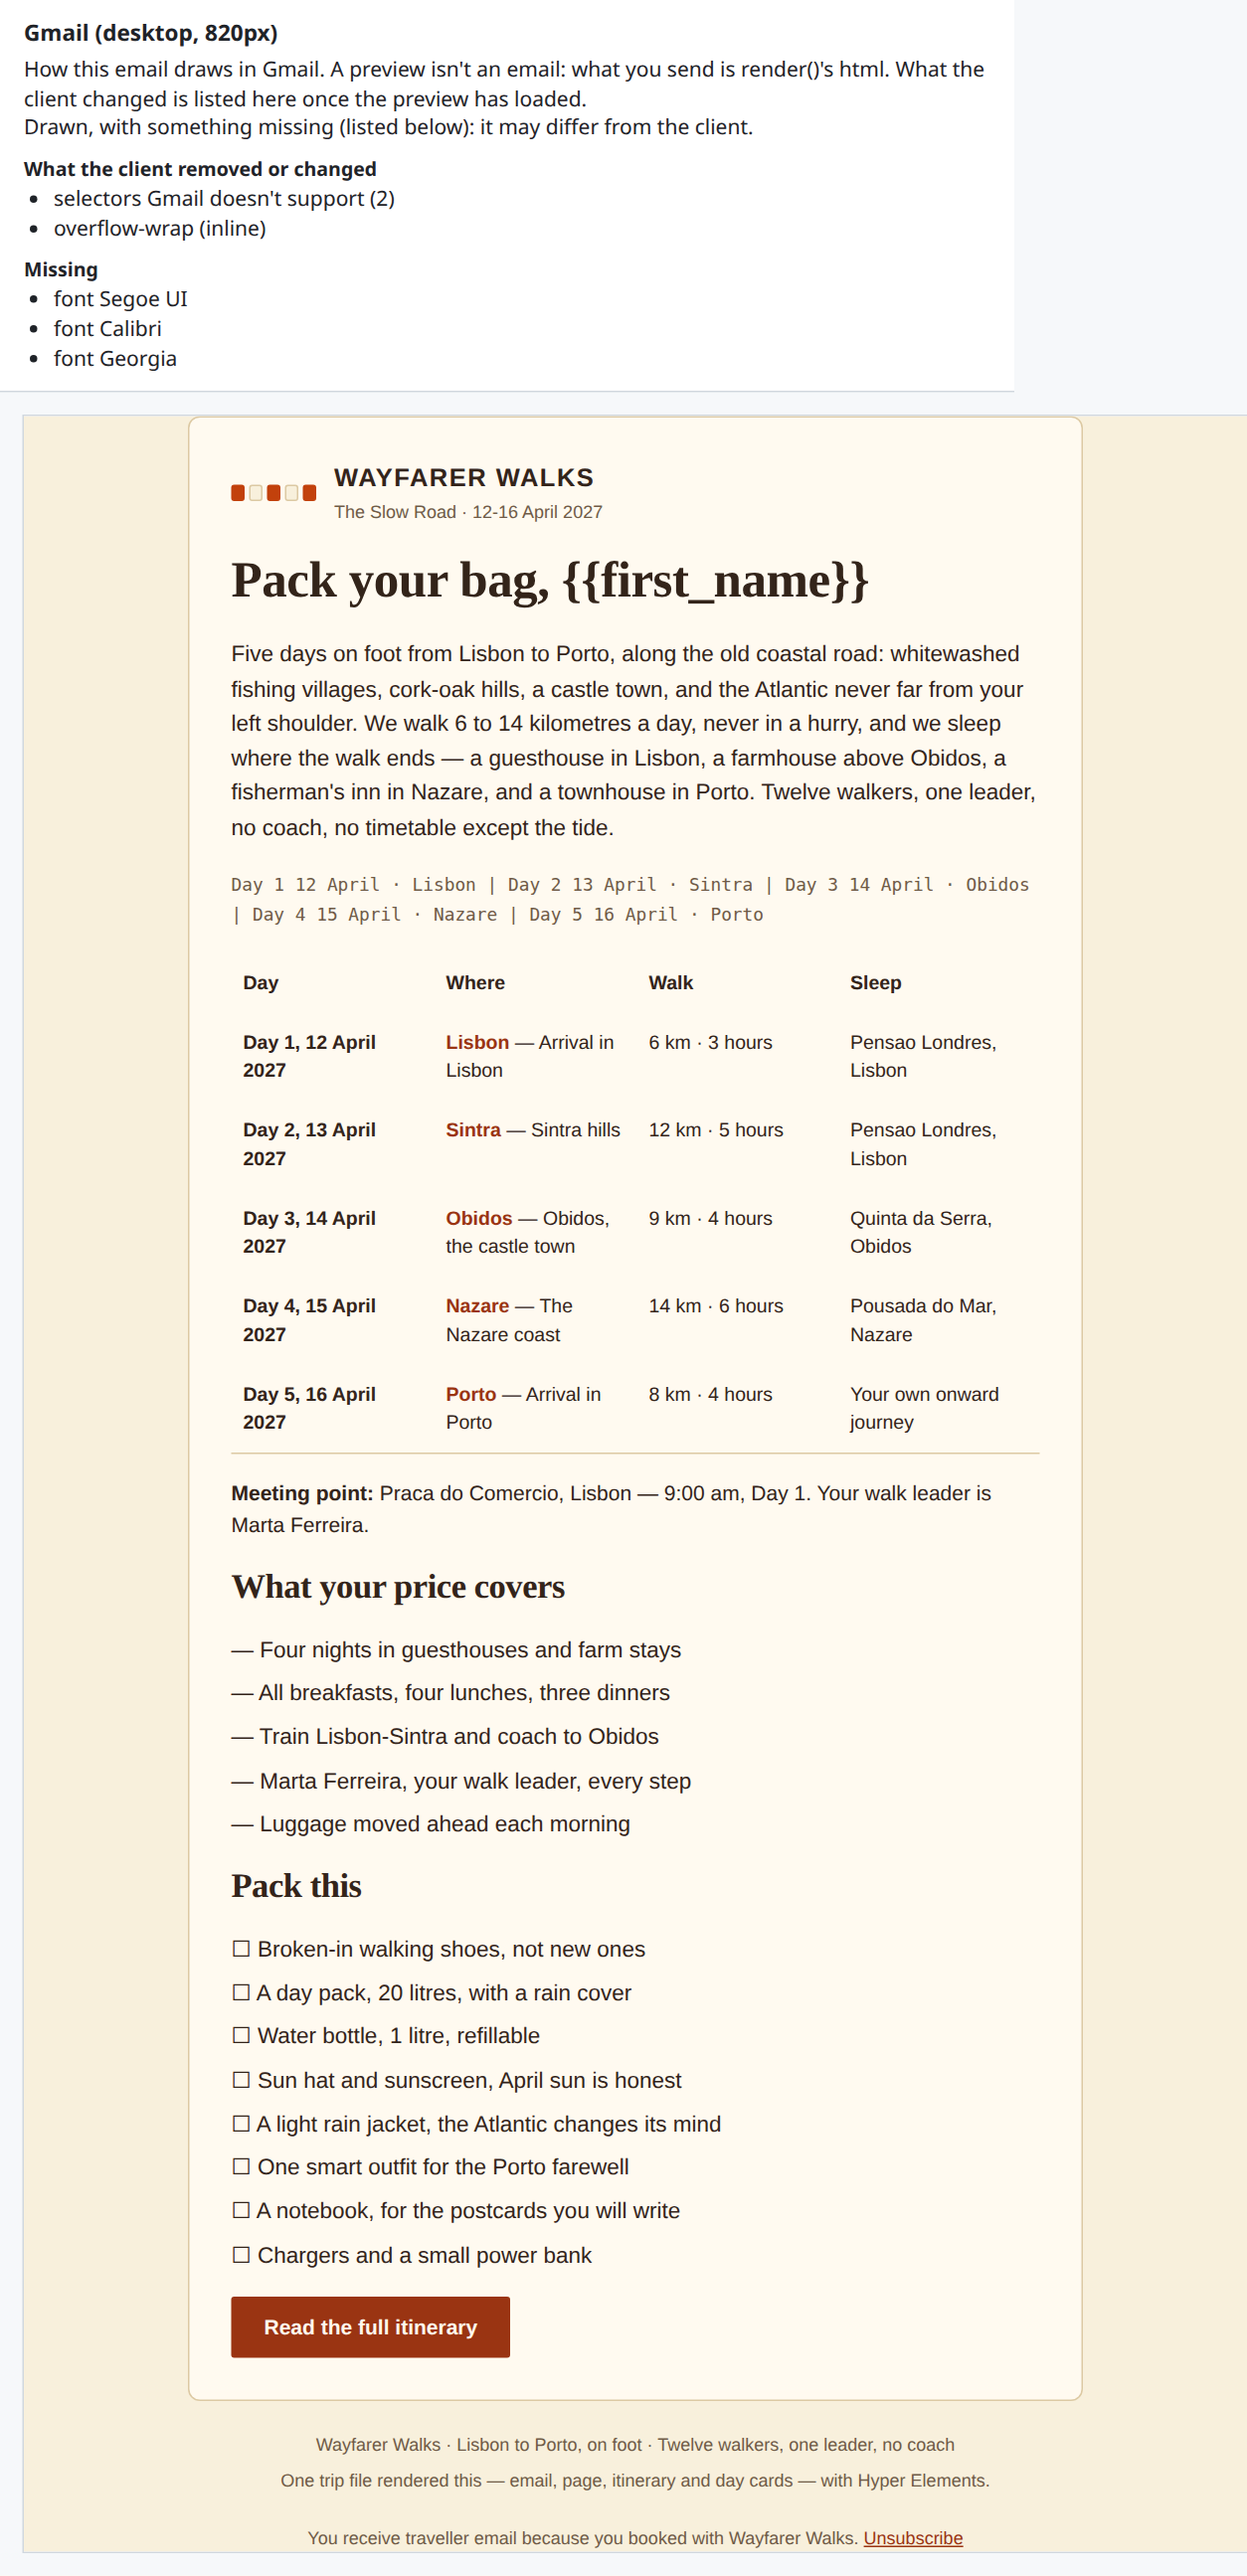 Gmail (desktop, 820px)
How this email draws in Gmail. A preview isn't an email: what you send is render()'s html. What the
client changed is listed here once the preview has loaded.
Drawn, with something missing (listed below): it may differ from the client.
What the client removed or changed
• selectors Gmail doesn't support (2)
• overflow-wrap (inline)
Missing
• font Segoe UI
• font Calibri
• font Georgia
WAYFARER WALKS
The Slow Road · 12-16 April 2027
Pack your bag, {{first_name}}
Five days on foot from Lisbon to Porto, along the old coastal road: whitewashed
fishing villages, cork-oak hills, a castle town, and the Atlantic never far from your
left shoulder. We walk 6 to 14 kilometres a day, never in a hurry, and we sleep
where the walk ends — a guesthouse in Lisbon, a farmhouse above Obidos, a
fisherman's inn in Nazare, and a townhouse in Porto. Twelve walkers, one leader,
no coach, no timetable except the tide.
Day 1 12 April · Lisbon | Day 2 13 April · Sintra | Day 3 14 April · Obidos
| Day 4 15 April · Nazare | Day 5 16 April · Porto
Day Where Walk Sleep
Day 1, 12 April Lisbon — Arrival in 6 km · 3 hours Pensao Londres,
2027 Lisbon Lisbon
Day 2, 13 April Sintra — Sintra hills 12 km · 5 hours Pensao Londres,
2027 Lisbon
Day 3, 14 April Obidos — Obidos, 9 km · 4 hours Quinta da Serra,
2027 the castle town Obidos
Day 4, 15 April Nazare — The 14 km · 6 hours Pousada do Mar,
2027 Nazare coast Nazare
Day 5, 16 April Porto — Arrival in 8 km · 4 hours Your own onward
2027 Porto journey
Meeting point: Praca do Comercio, Lisbon — 9:00 am, Day 1. Your walk leader is
Marta Ferreira.
What your price covers
— Four nights in guesthouses and farm stays
— All breakfasts, four lunches, three dinners
— Train Lisbon-Sintra and coach to Obidos
— Marta Ferreira, your walk leader, every step
— Luggage moved ahead each morning
Pack this
☐ Broken-in walking shoes, not new ones
☐ A day pack, 20 litres, with a rain cover
☐ Water bottle, 1 litre, refillable
☐ Sun hat and sunscreen, April sun is honest
☐ A light rain jacket, the Atlantic changes its mind
☐ One smart outfit for the Porto farewell
☐ A notebook, for the postcards you will write
☐ Chargers and a small power bank
Read the full itinerary
Wayfarer Walks · Lisbon to Porto, on foot · Twelve walkers, one leader, no coach
One trip file rendered this — email, page, itinerary and day cards — with Hyper Elements.
You receive traveller email because you booked with Wayfarer Walks. Unsubscribe